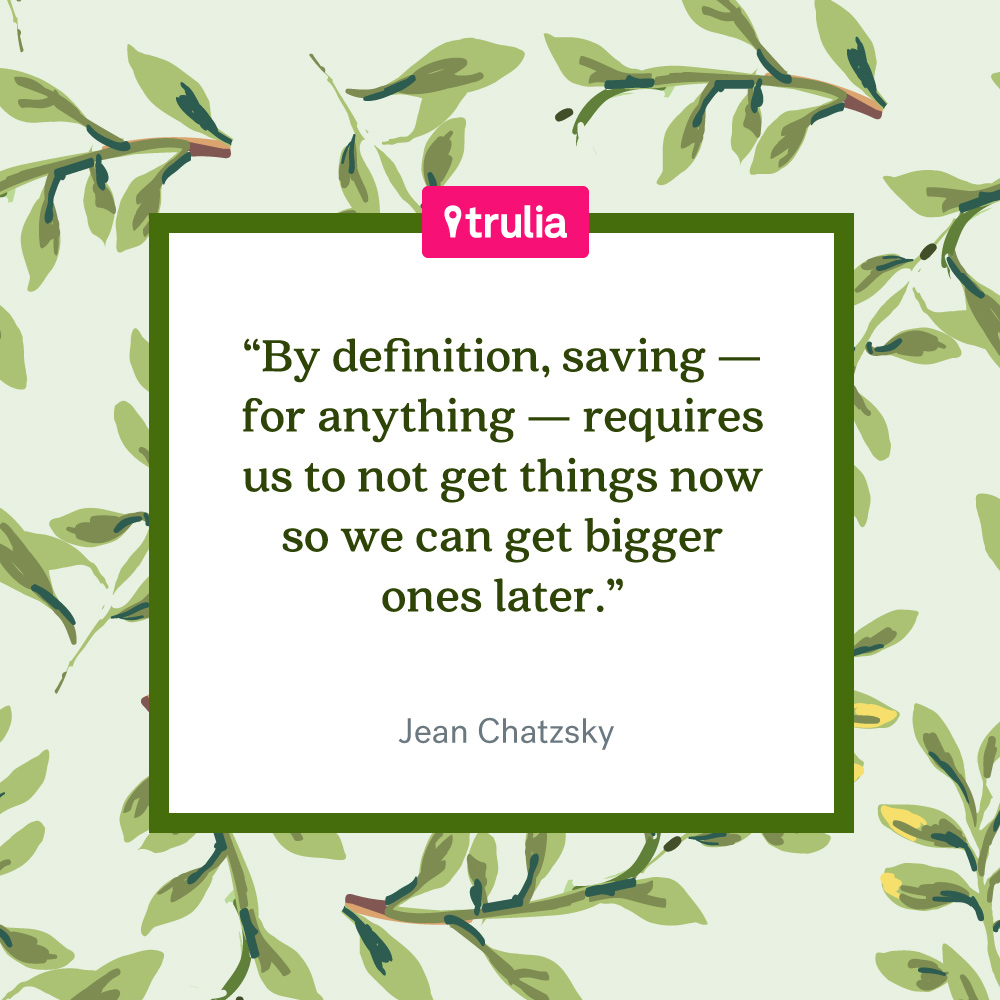 trulia
“By definition, saving —
for anything — requires
us to not get things now
so we can get bigger
ones later.”
Jean Chatzsky